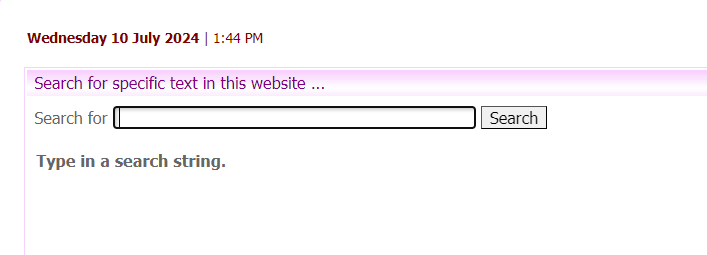 Wednesday 10 July 2024 | 1:44 PM
Search for specific text in this website ...
Search for Search
Type in a search string.